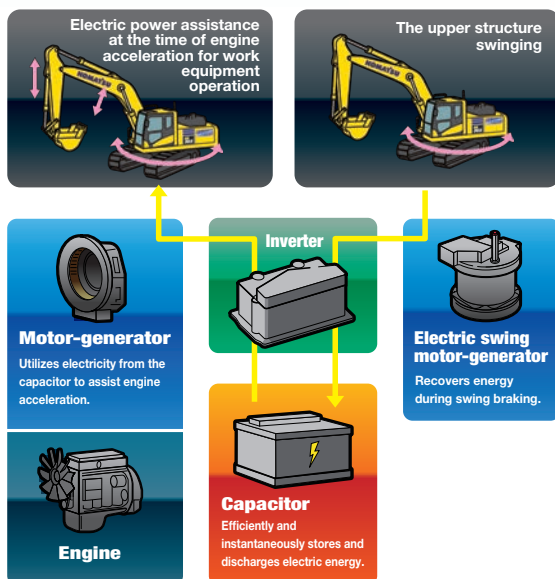 Electric power assistance
at the time of engine
acceleration for work
equipment
operation
KOMATSU
The upper structure
swinging
KOMATSU
Inverter
Motor-generator
Utilizes electricity from the
capacitor to assist engine
acceleration.
Electric swing
motor-generator
Recovers energy
during swing braking.
Engine
Capacitor
Efficiently and
instantaneously stores and
discharges electric energy.